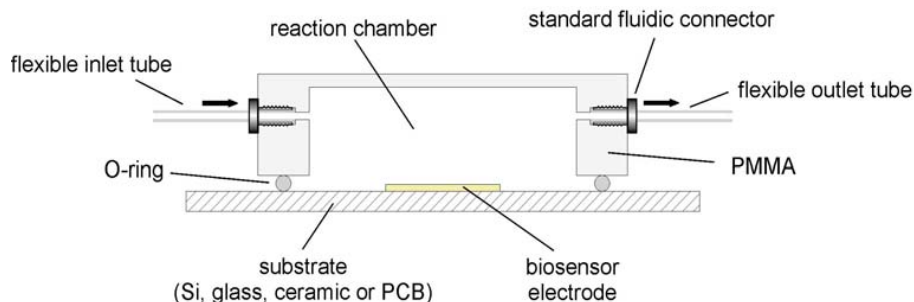 standard fluidic connector
reaction chamber
flexible inlet tube
flexible outlet tube
O-ring
PMMA
substrate
(Si, glass, ceramic or PCB)
biosensor
electrode